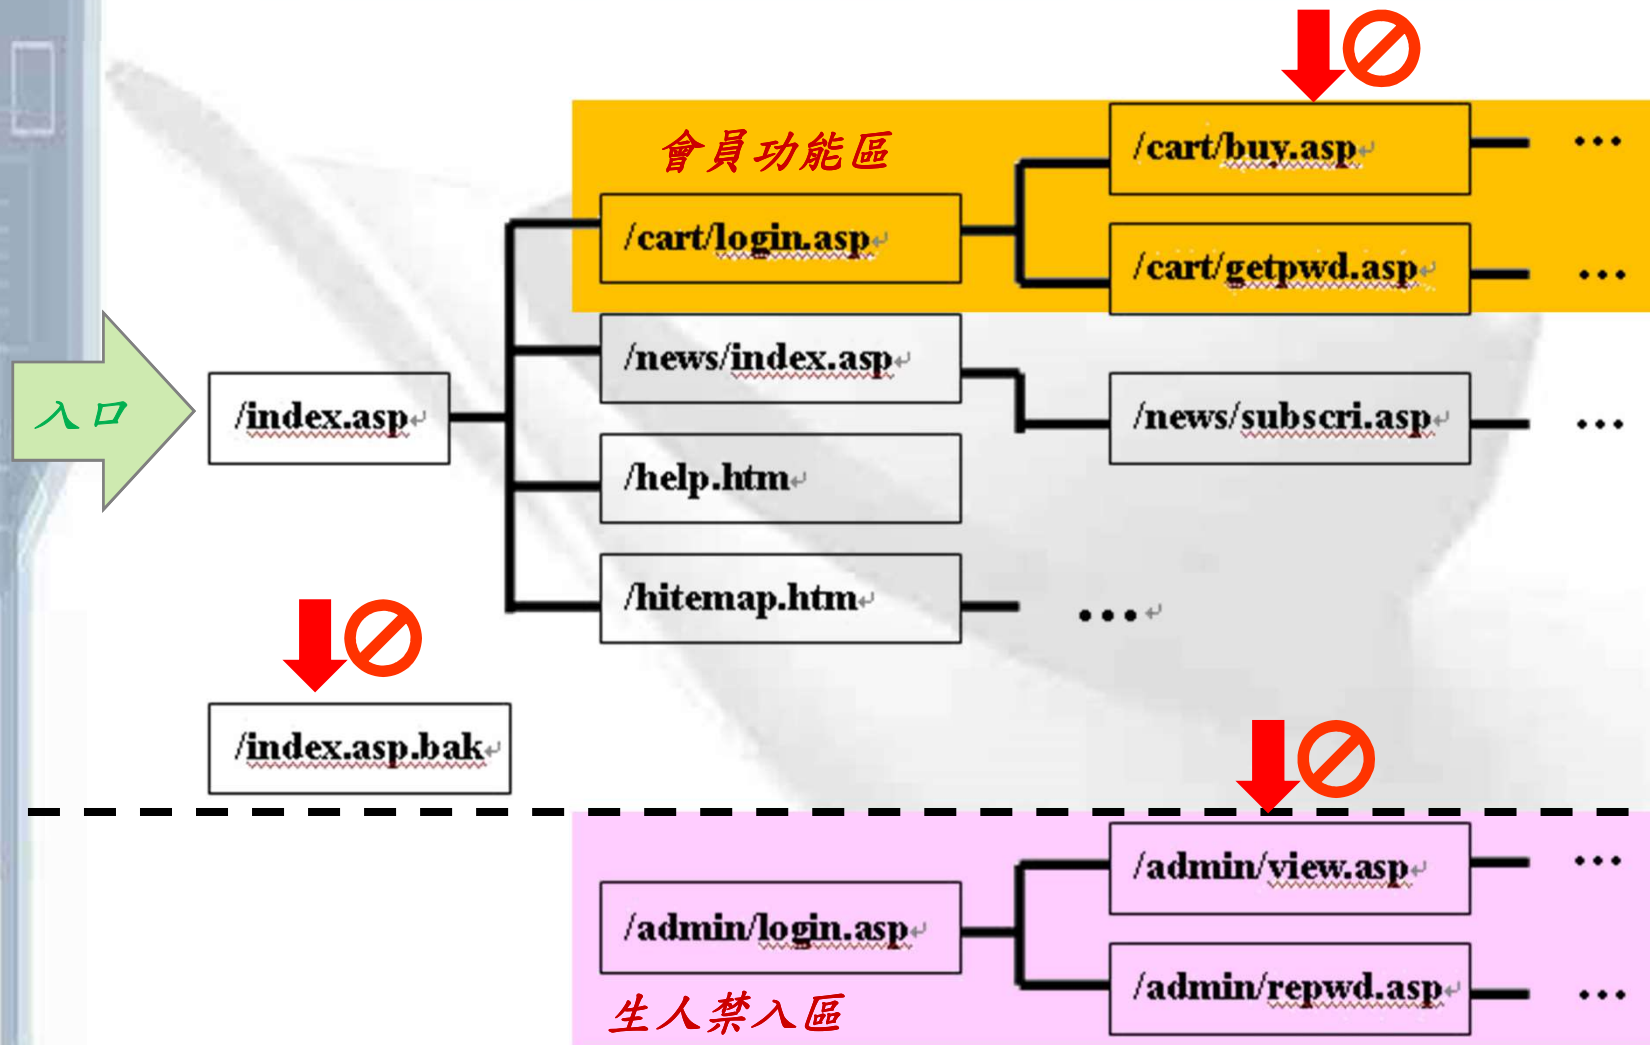 會員功能區
/cart/buy.asp
...
/cart/login.asp
/cart/getpwd.asp
...
/news/index.asp
入口
/index.asp
/news/subscri.asp
...
/help.htm
/hitemap.htm
...
/index.asp.bak
/admin/view.asp
...
/admin/login.asp
/admin/repwd.asp
...
生人禁入區